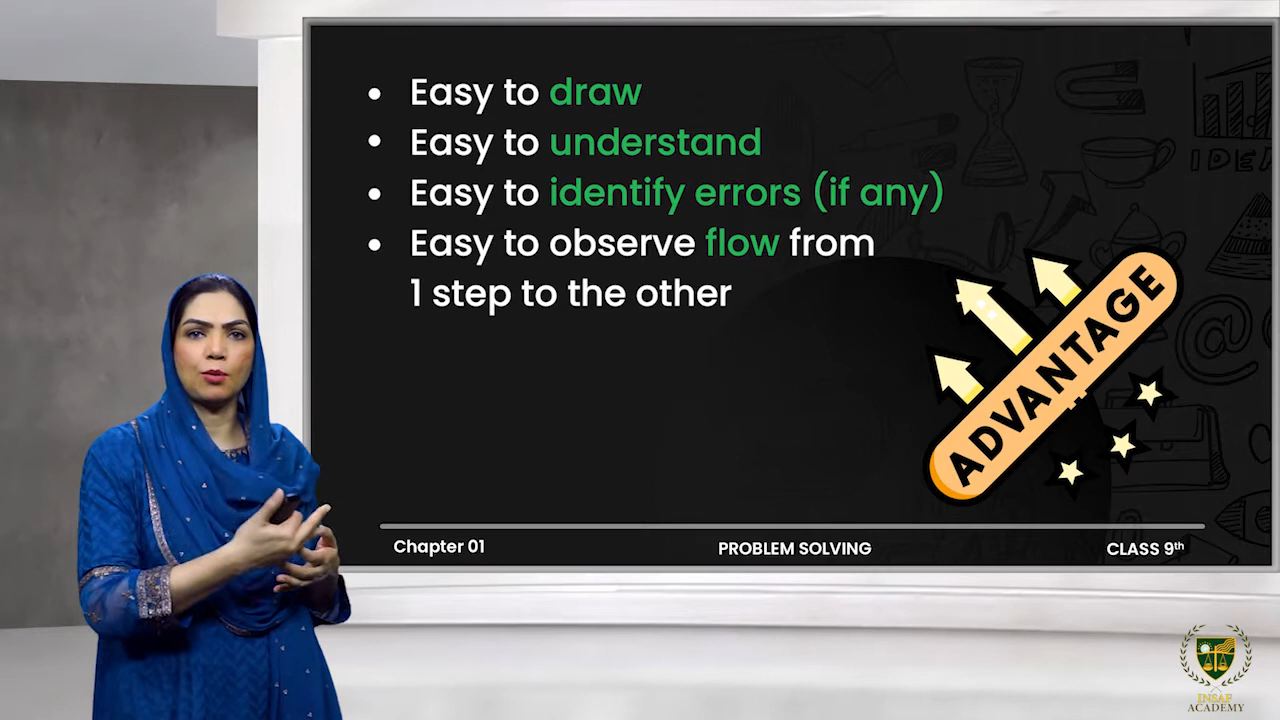 • Easy to draw
• Easy to understand
• Easy to identify errors (if any)
• Easy to observe flow from
1 step to the other
IDEA
ADVANTAGE
Chapter 01
PROBLEM SOLVING
CLASS 9th
INSAF
ACADEMY